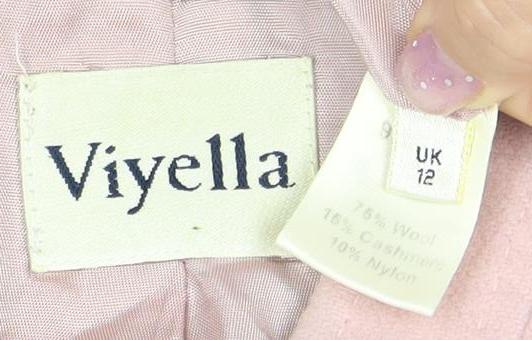 Viyella
UK
12
75% Wool
15% Cashmere
10% Nylon